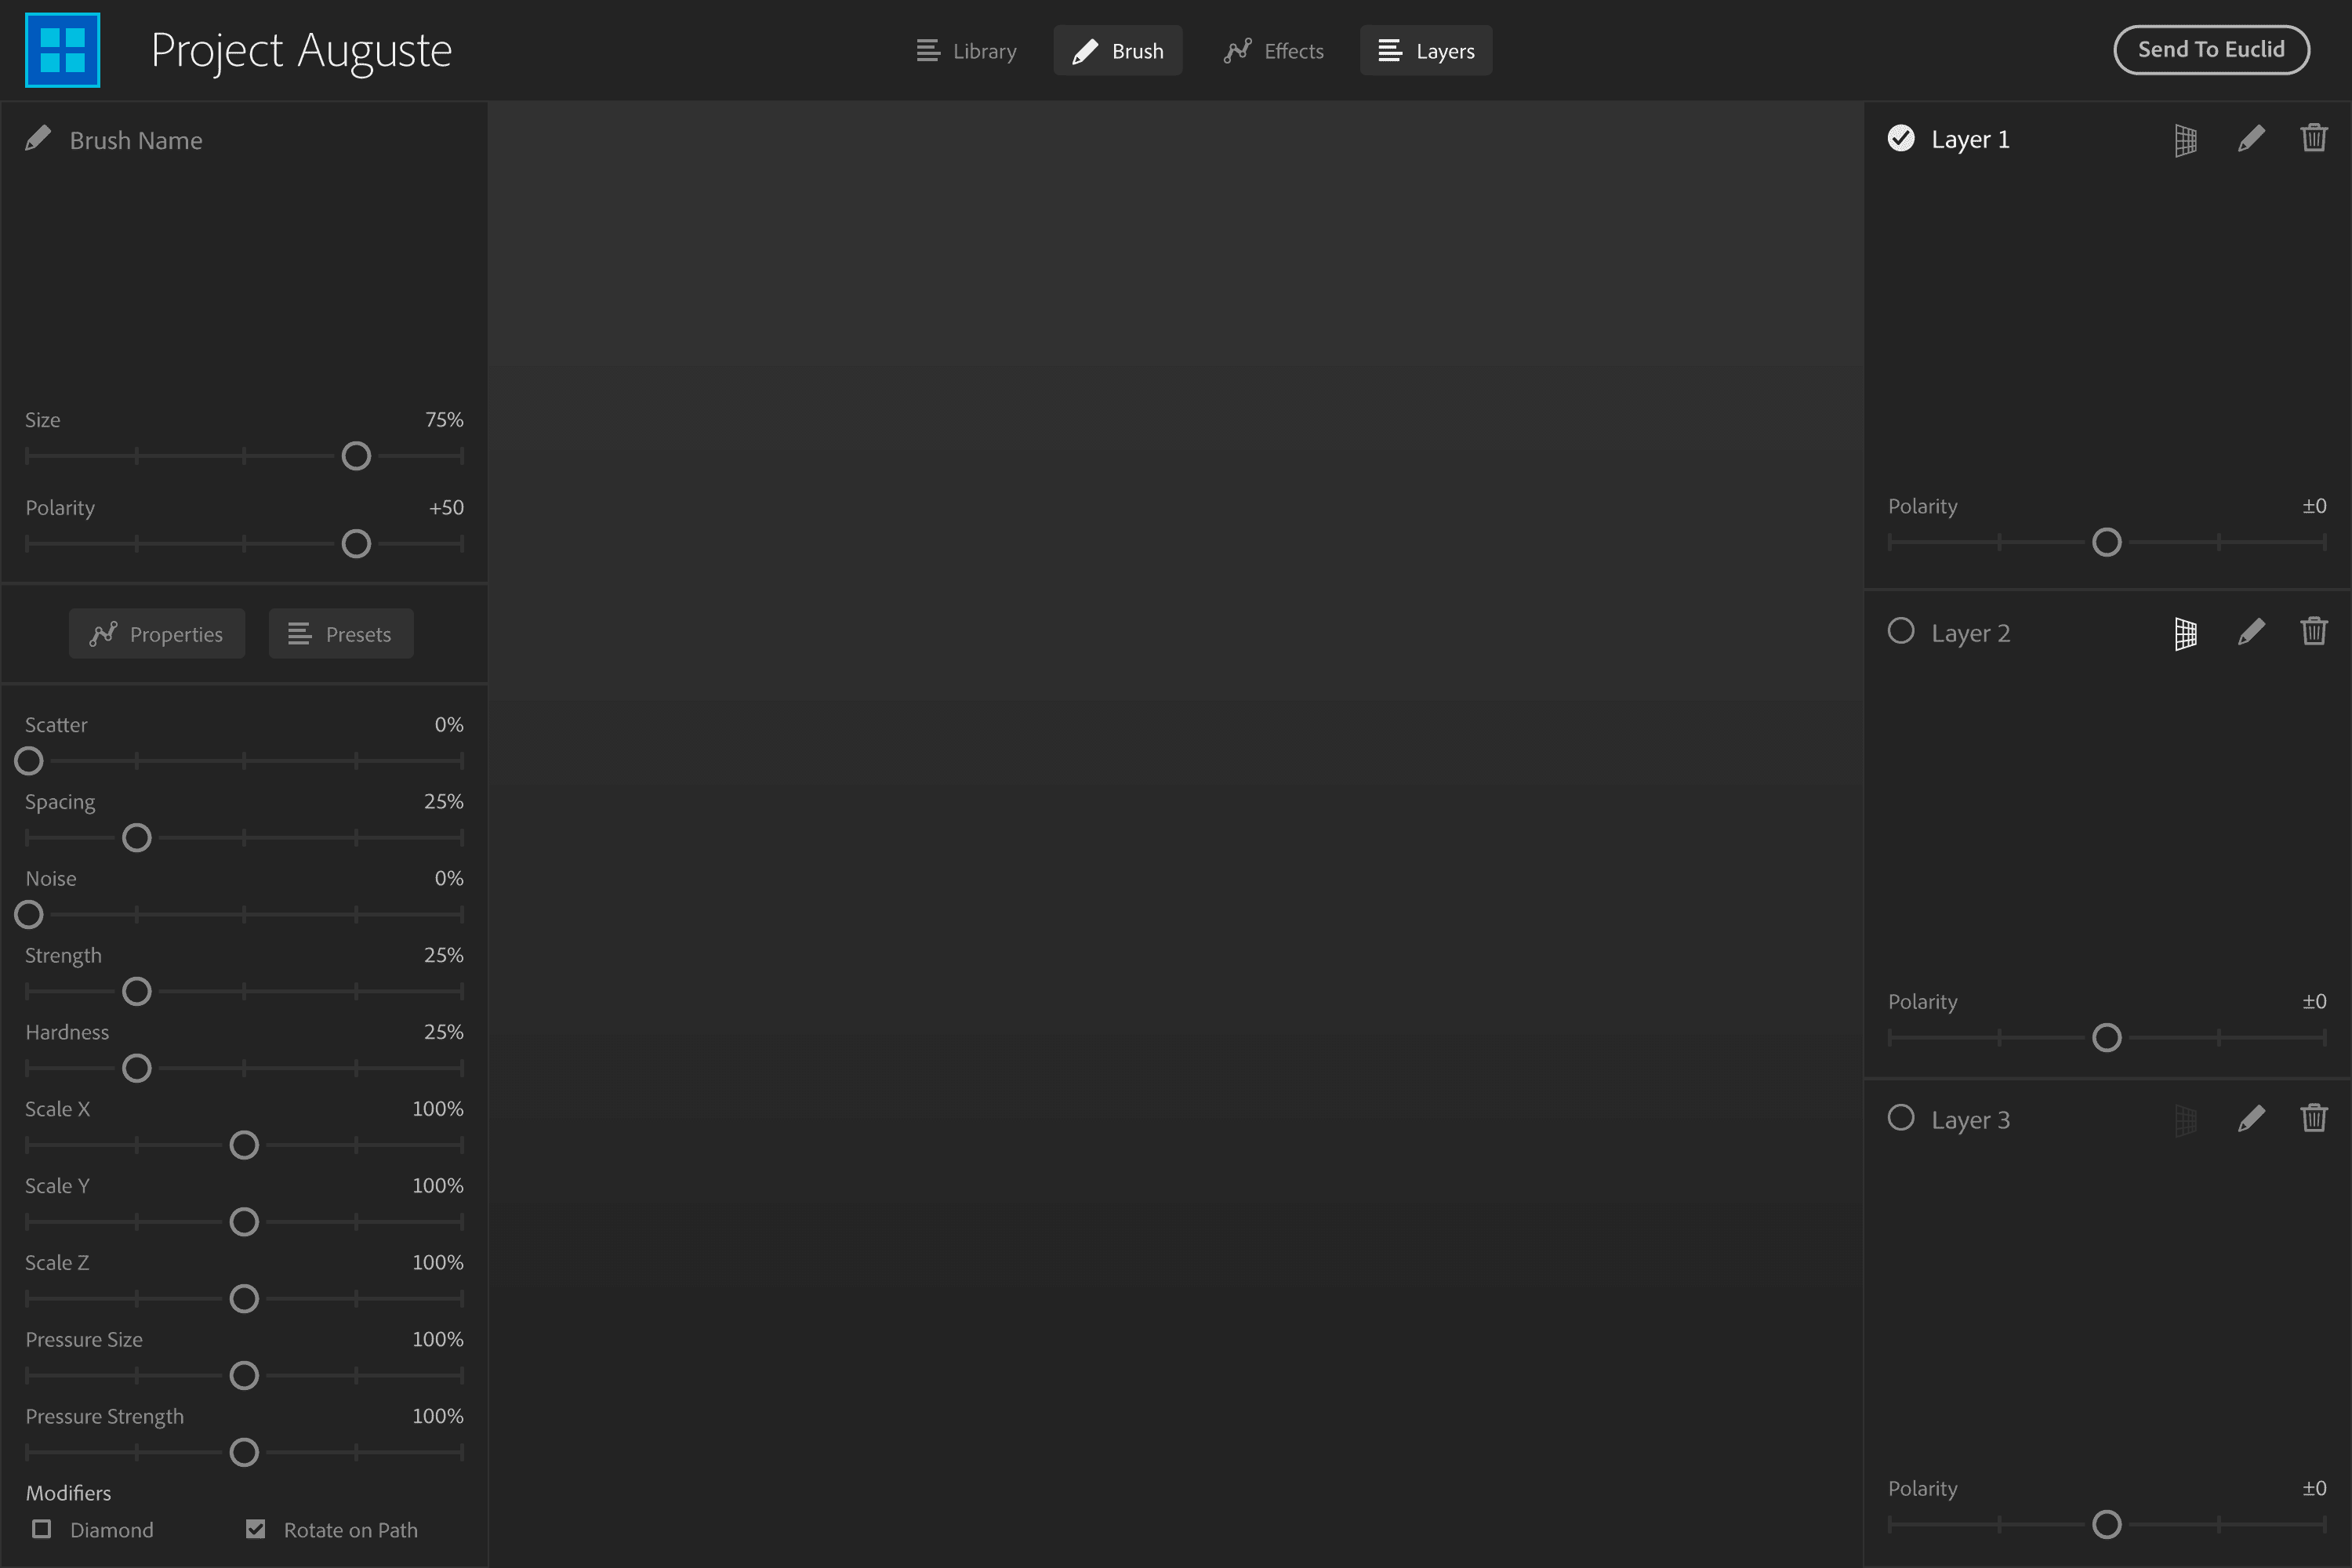 Project Auguste
Library
Brush
Effects
Layers
Send To Euclid
Brush Name
Size 75%
Polarity +50
Properties
Presets
Scatter 0%
Spacing 25%
Noise 0%
Strength 25%
Hardness 25%
Scale X 100%
Scale Y 100%
Scale Z 100%
Pressure Size 100%
Pressure Strength 100%
Modifiers
Diamond
Rotate on Path
Layer 1
Polarity ±0
Layer 2
Polarity ±0
Layer 3
Polarity ±0